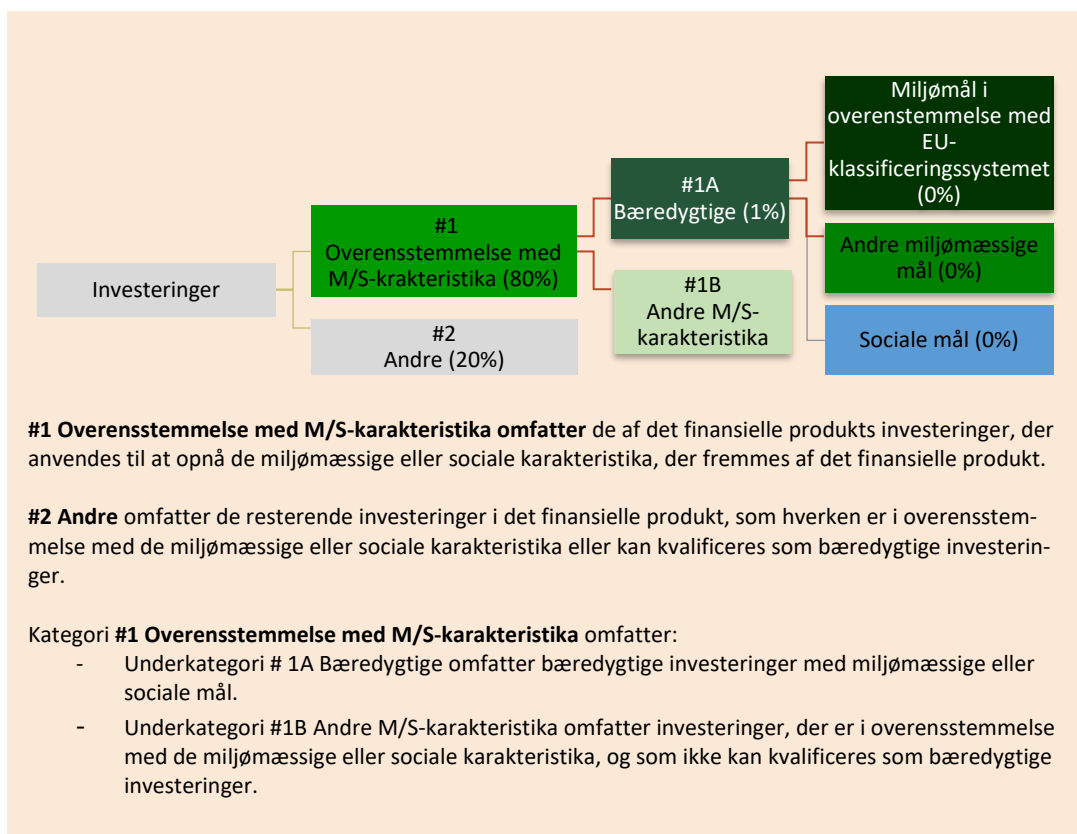 Investeringer
#1
Overensstemmelse med
M/S-krakteristika (80%)
#2
Andre (20%)
#1A
Bæredygtige (1%)
#1B
Andre M/S-
karakteristika
Miljømål i
overenstemmelse med
EU-
klassificeringssystemet
(0%)
Andre miljømæssige
mål (0%)
Sociale mål (0%)
#1 Overensstemmelse med M/S-karakteristika omfatter de af det finansielle produkts investeringer, der
anvendes til at opnå de miljømæssige eller sociale karakteristika, der fremmes af det finansielle produkt.
#2 Andre omfatter de resterende investeringer i det finansielle produkt, som hverken er i overensstem-
melse med de miljømæssige eller sociale karakteristika eller kan kvalificeres som bæredygtige investerin-
ger.
Kategori #1 Overensstemmelse med M/S-karakteristika omfatter:
- Underkategori # 1A Bæredygtige omfatter bæredygtige investeringer med miljømæssige eller
sociale mål.
- Underkategori #1B Andre M/S-karakteristika omfatter investeringer, der er i overensstemmelse
med de miljømæssige eller sociale karakteristika, og som ikke kan kvalificeres som bæredygtige
investeringer.